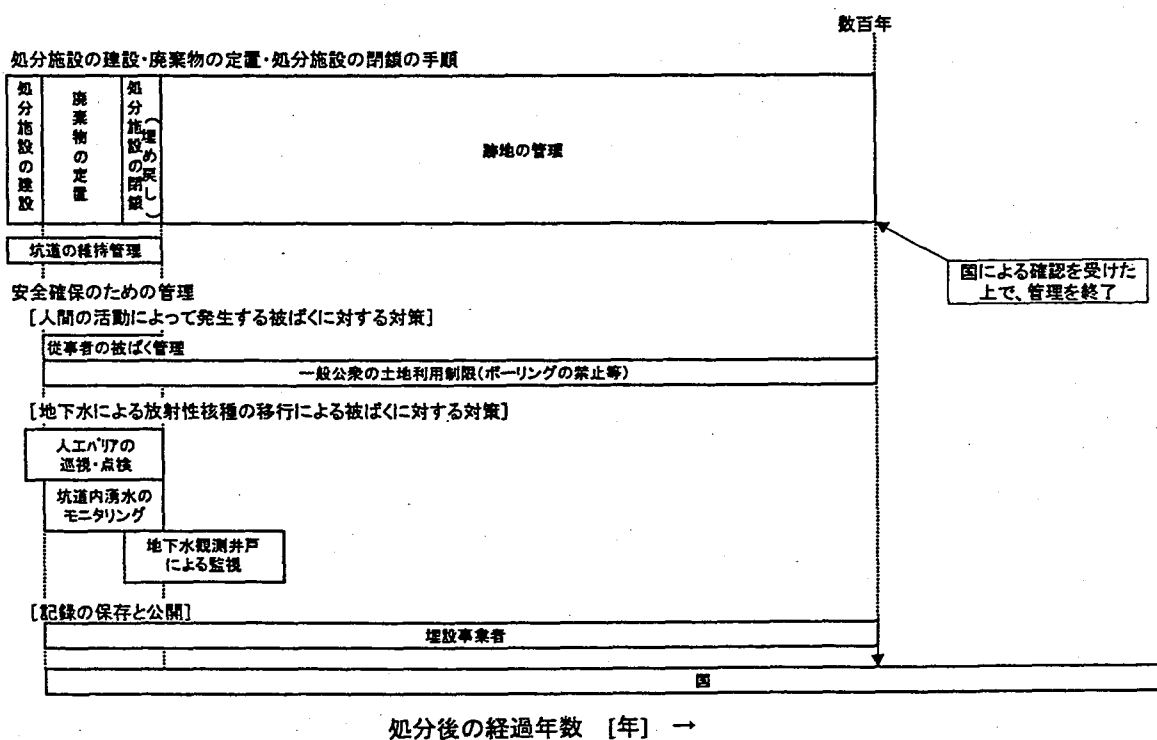 数百年
処分施設の建設・廃棄物の定置・処分施設の閉鎖の手順
処分施設の建設
廃棄物の定置
処分施設の閉鎖
(埋め戻し)
跡地の管理
坑道の維持管理
国による確認を受けた
上で、管理を終了
安全確保のための管理
[人間の活動によって発生する被ばくに対する対策]
従事者の被ばく管理
一般公衆の土地利用制限(ボーリングの禁止等)
[地下水による放射性核種の移行による被ばくに対する対策]
人工バリアの
巡視・点検
坑道内湧水の
モニタリング
地下水観測井戸
による監視
[記録の保存と公開]
埋設事業者
国
処分後の経過年数 [年] →